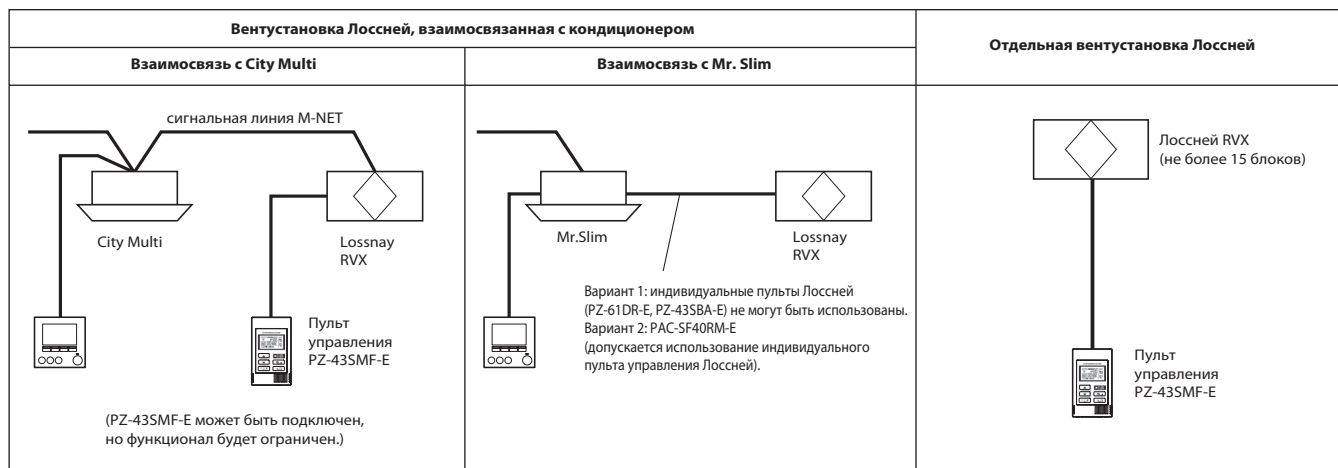 Вентустановка Лоссней, взаимосвязанная с кондиционером
Отдельная вентустановка Лоссней
Взаимосвязь с City Multi
Взаимосвязь с Mr. Slim
сигнальная линия M-NET
City Multi
Lossnay
RVX
Пульт
управления
PZ-43SMF-E
(PZ-43SMF-E может быть подключен,
но функционал будет ограничен.)
Mr.Slim
Lossnay
RVX
Вариант 1: индивидуальные пульты Лоссней
(PZ-61DR-E, PZ-43SBA-E) не могут быть использованы.
Вариант 2: PAC-SF40RM-E
(допускается использование индивидуального
пульта управления Лоссней).
Лоссней RVX
(не более 15 блоков)
Пульт
управления
PZ-43SMF-E